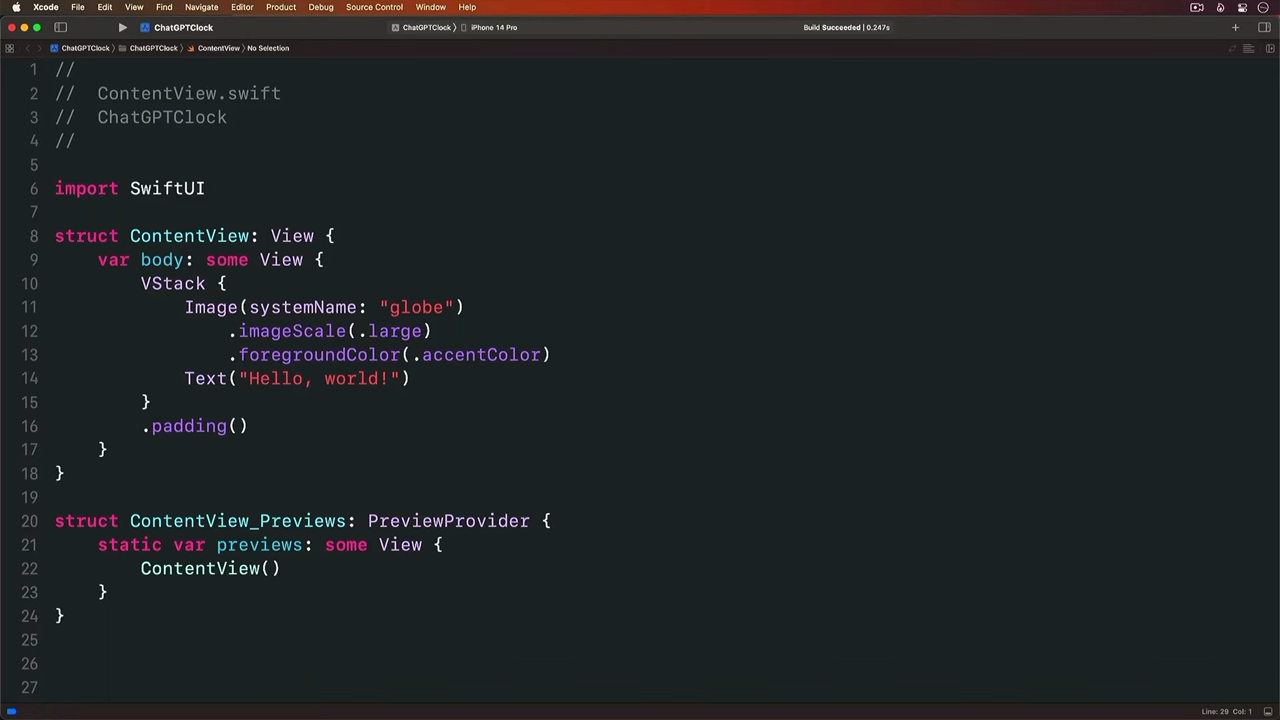 Xcode File Edit View Find Navigate Editor Product Debug Source Control Window Help
ChatGPTClock
ChatGPTClock 〉 iPhone 14 Pro
Build Succeeded | 0.247s
ChatGPTClock 〉 ChatGPTClock 〉 ContentView 〉 No Selection
1 //
2 //  ContentView.swift
3 //  ChatGPTClock
4 //
5
6 import SwiftUI
7
8 struct ContentView: View {
9     var body: some View {
10         VStack {
11             Image(systemName: "globe")
12                 .imageScale(.large)
13                 .foregroundColor(.accentColor)
14             Text("Hello, world!")
15         }
16         .padding()
17     }
18 }
19
20 struct ContentView_Previews: PreviewProvider {
21     static var previews: some View {
22         ContentView()
23     }
24 }
25
26
27
Line: 29 Col: 1